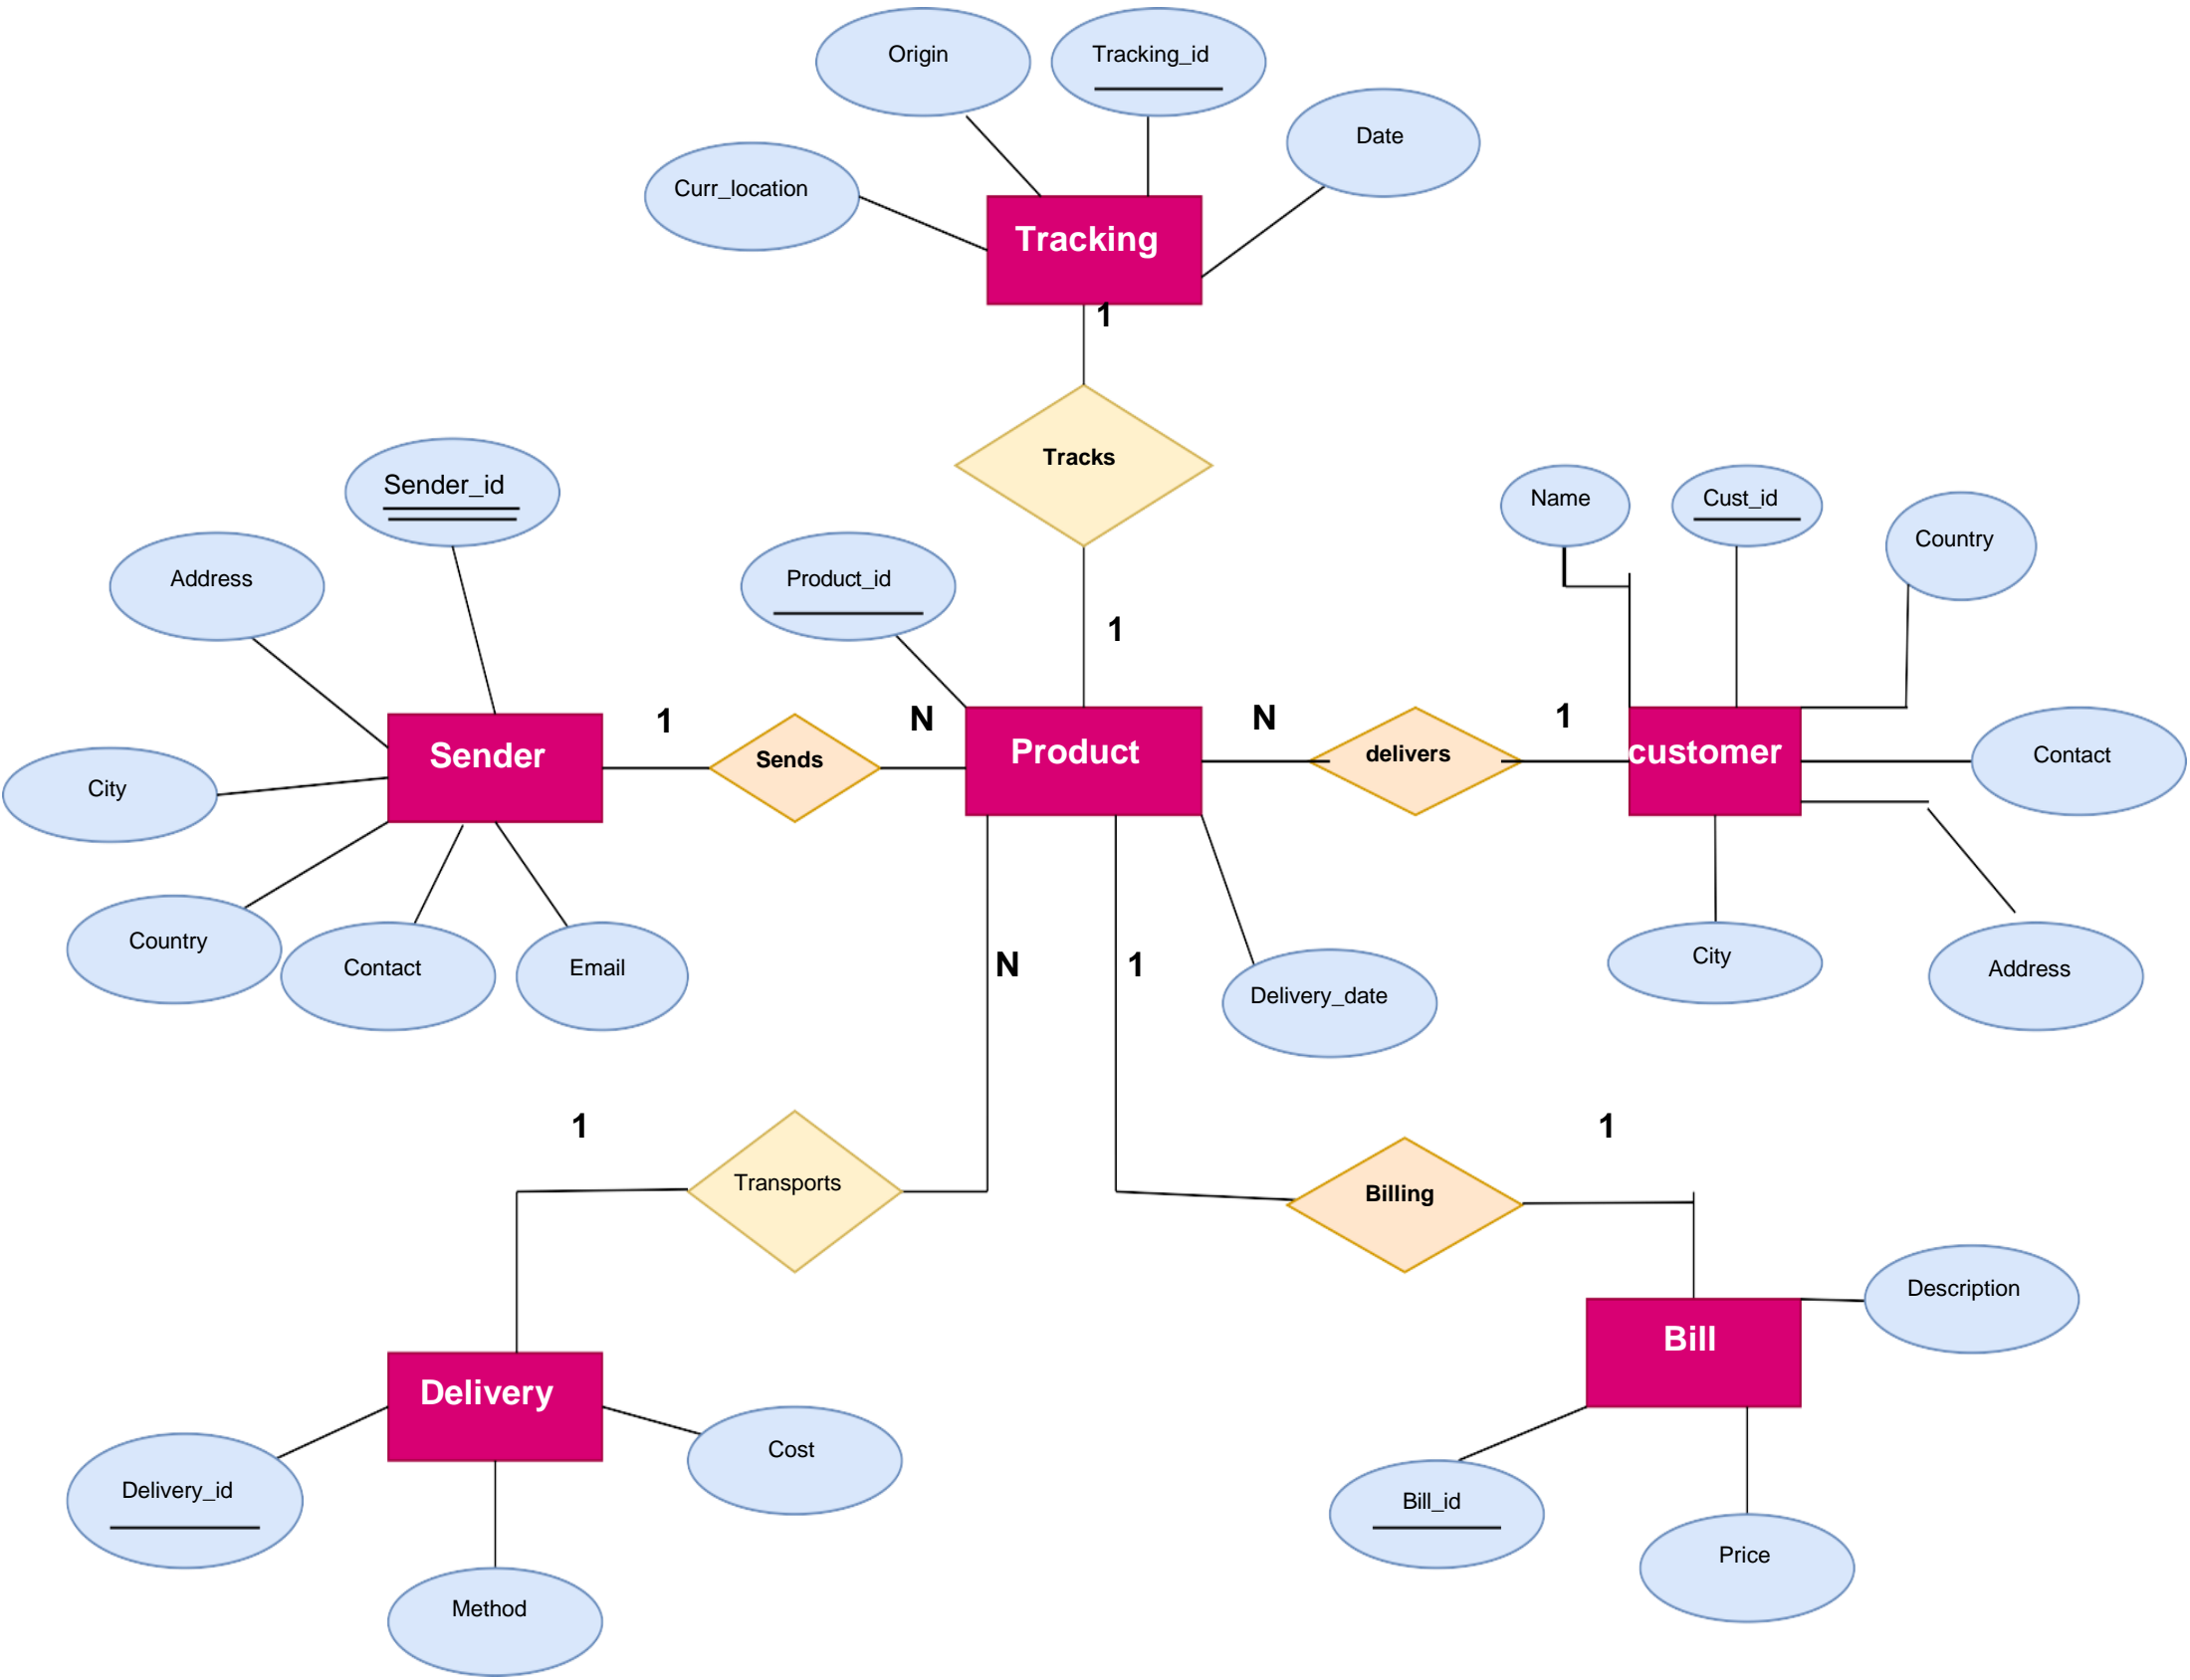 Origin
Tracking_id
Date
Curr_location
Tracking
1
Tracks
Sender_id
Name
Cust_id
Country
Address
Product_id
1
1
N
N
1
Sender
Sends
Product
delivers
customer
Contact
City
Country
Contact
Email
N
1
Delivery_date
City
Address
1
1
Transports
Billing
Description
Bill
Delivery
Cost
Delivery_id
Bill_id
Price
Method